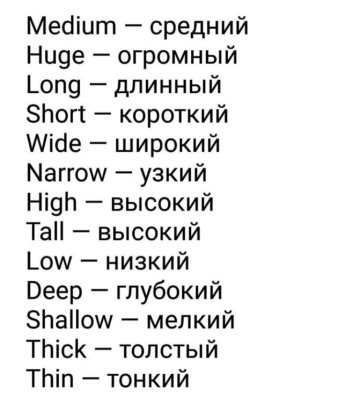 Medium — средний
Huge — огромный
Long — длинный
Short — короткий
Wide — широкий
Narrow — узкий
High — высокий
Tall — высокий
Low — низкий
Deep — глубокий
Shallow — мелкий
Thick — толстый
Thin — тонкий